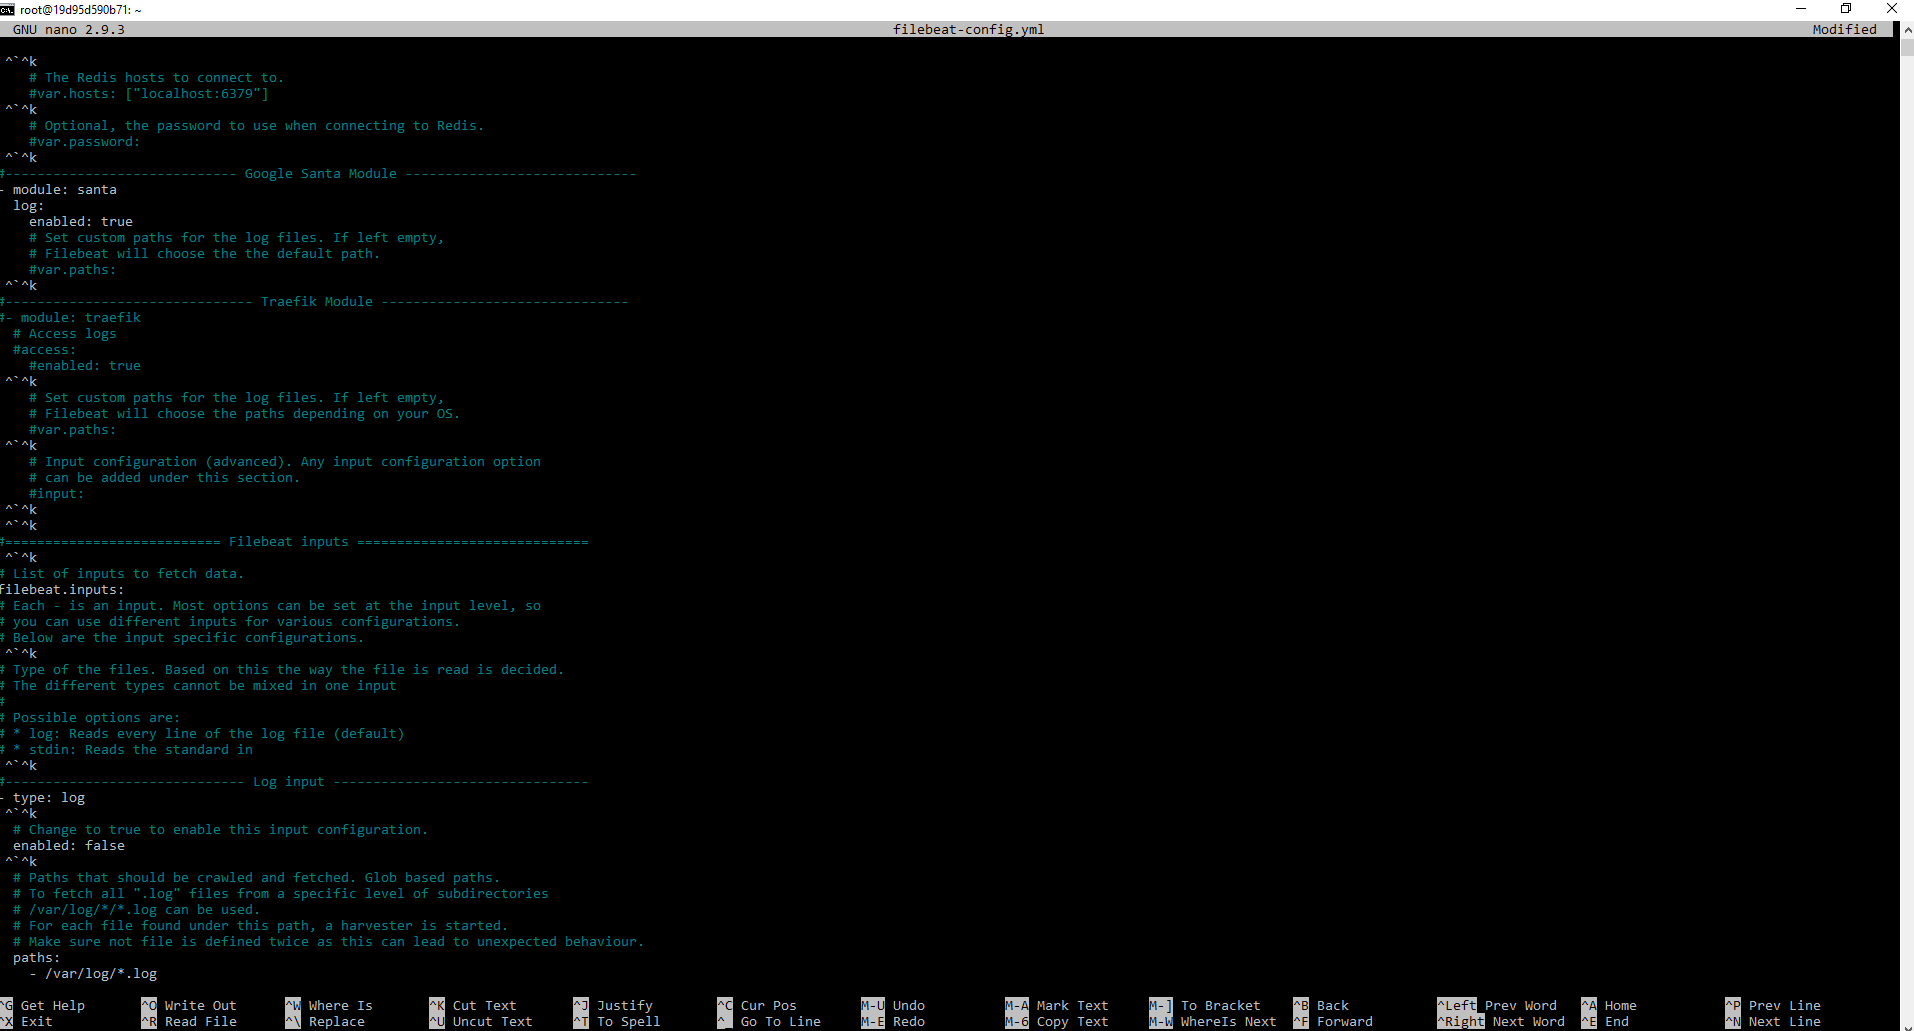 root@19d95d590b71: ~
GNU nano 2.9.3 filebeat-config.yml Modified
^`^k
# The Redis hosts to connect to.
#var.hosts: ["localhost:6379"]
^`^k
# Optional, the password to use when connecting to Redis.
#var.password:
^`^k
#----------------------------- Google Santa Module -----------------------------
- module: santa
log:
enabled: true
# Set custom paths for the log files. If left empty,
# Filebeat will choose the the default path.
#var.paths:
^`^k
#------------------------------- Traefik Module -------------------------------
#- module: traefik
# Access logs
#access:
#enabled: true
^`^k
# Set custom paths for the log files. If left empty,
# Filebeat will choose the paths depending on your OS.
#var.paths:
^`^k
# Input configuration (advanced). Any input configuration option
# can be added under this section.
#input:
^`^k
^`^k
#=========================== Filebeat inputs =============================
^`^k
# List of inputs to fetch data.
filebeat.inputs:
# Each - is an input. Most options can be set at the input level, so
# you can use different inputs for various configurations.
# Below are the input specific configurations.
^`^k
# Type of the files. Based on this the way the file is read is decided.
# The different types cannot be mixed in one input
#
# Possible options are:
# * log: Reads every line of the log file (default)
# * stdin: Reads the standard in
^`^k
#------------------------------ Log input --------------------------------
- type: log
^`^k
# Change to true to enable this input configuration.
enabled: false
^`^k
# Paths that should be crawled and fetched. Glob based paths.
# To fetch all ".log" files from a specific level of subdirectories
# /var/log/*/*.log can be used.
# For each file found under this path, a harvester is started.
# Make sure not file is defined twice as this can lead to unexpected behaviour.
paths:
- /var/log/*.log
^G Get Help ^O Write Out ^W Where Is ^K Cut Text ^J Justify ^C Cur Pos M-U Undo M-A Mark Text M-] To Bracket ^B Back ^Left Prev Word ^A Home ^P Prev Line
^X Exit ^R Read File ^\ Replace ^U Uncut Text ^T To Spell ^_ Go To Line M-E Redo M-6 Copy Text M-W WhereIs Next ^F Forward ^Right Next Word ^E End ^N Next Line